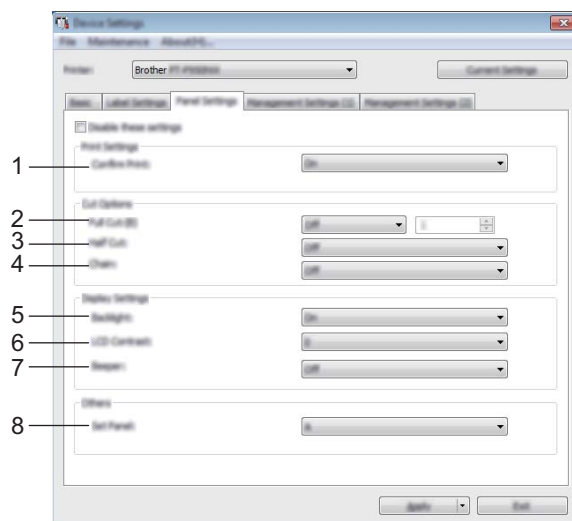 Device Settings
File Maintenance About(H)...
Printer: Brother Current Settings
Basic Label Settings Panel Settings Management Settings (1) Management Settings (2)
Disable these settings
Print Settings
1 Confirm Print: On
Cut Options
2 Full Cut(B) Off
3 Half Cut: Off
4 Chain: Off
Display Settings
5 Backlight: On
6 LCD Contrast: 0
7 Beeper: Off
Others
8 Set Panel: A
Apply Exit